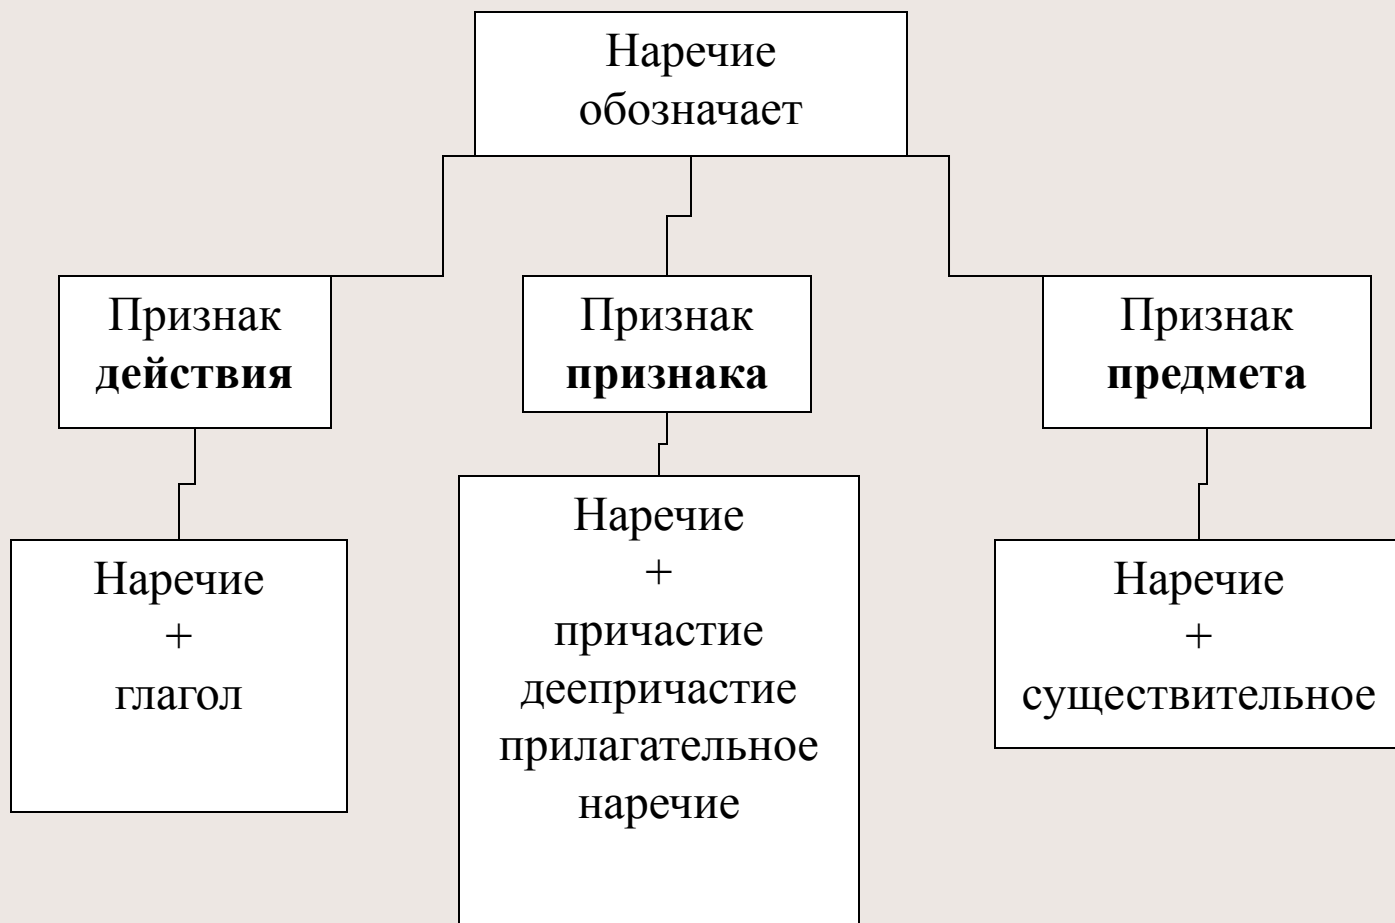 Наречие
обозначает
Признак
действия
Признак
признака
Признак
предмета
Наречие
+
глагол
Наречие
+
причастие
деепричастие
прилагательное
наречие
Наречие
+
существительное